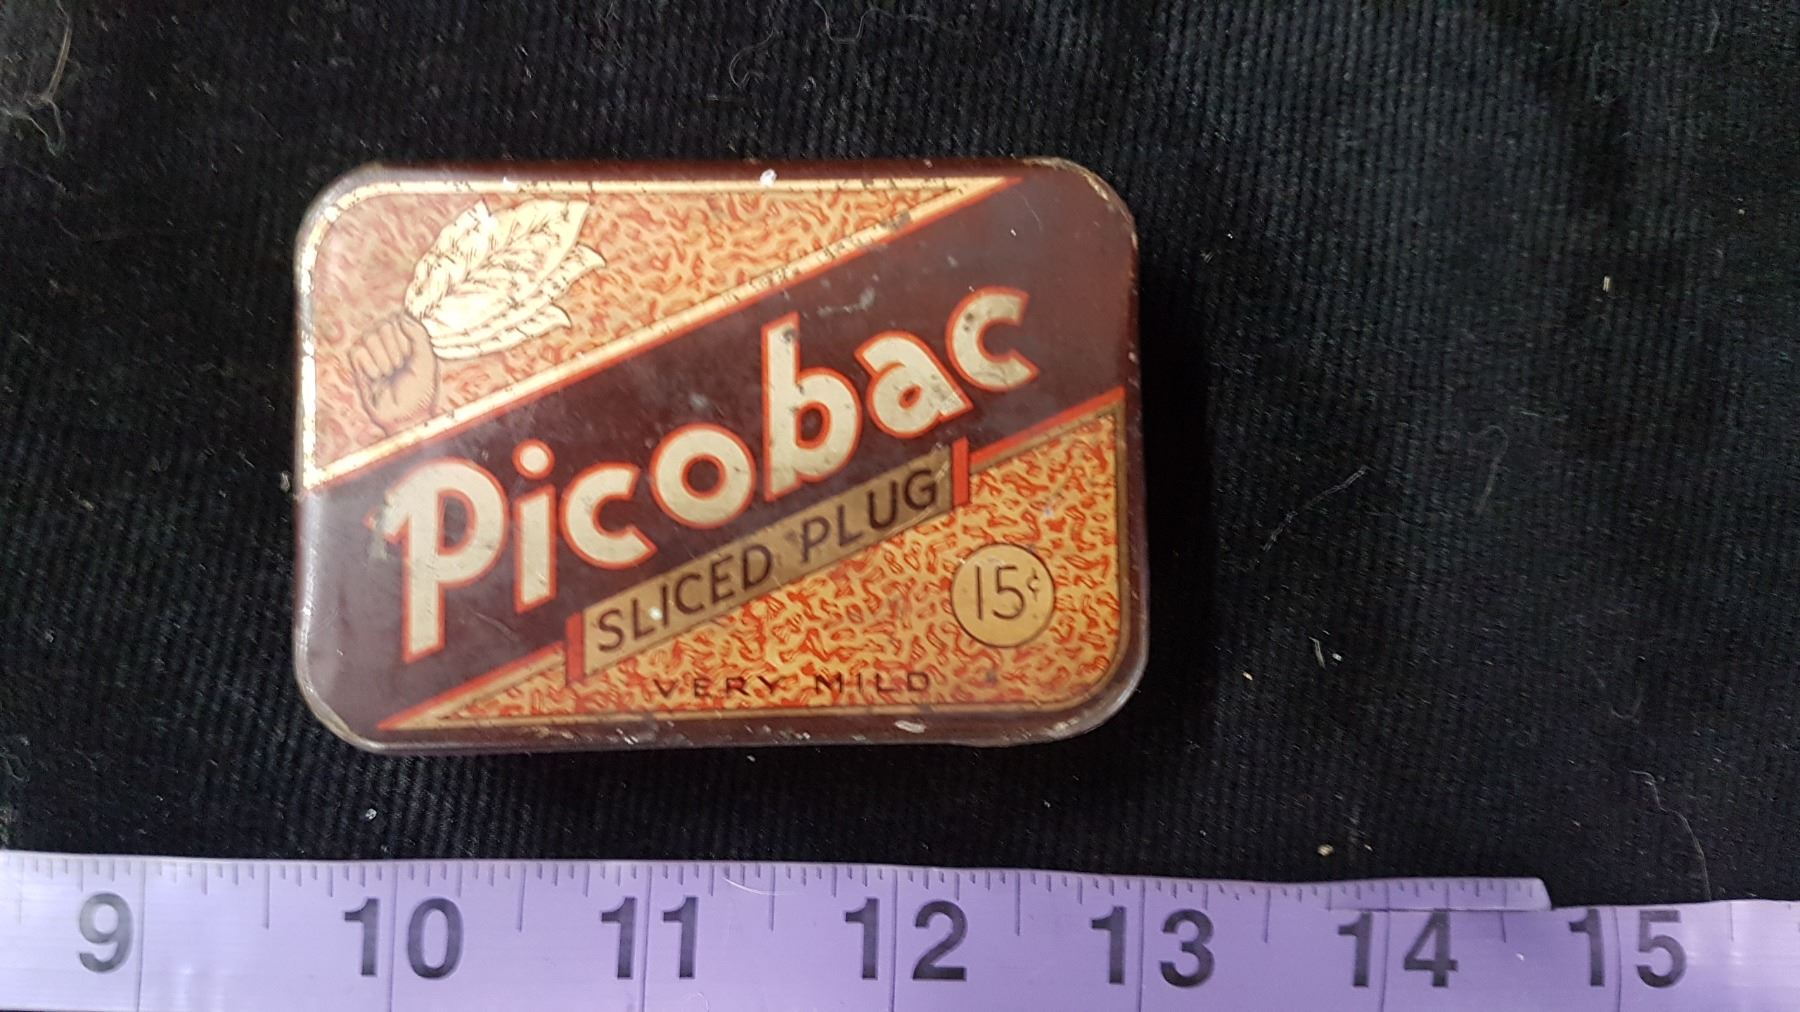 Picobac
SLICED PLUG
15¢
VERY MILD
9 10 11 12 13 14 15